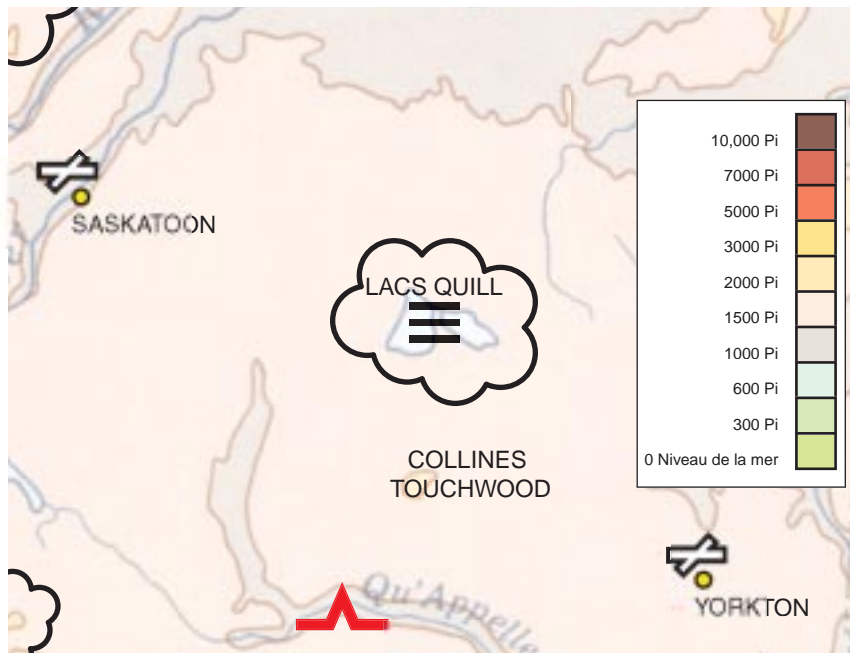 SASKATOON
LACS QUILL
COLLINES
TOUCHWOOD
Qu'Appelle
YORKTON
10,000 Pi
7000 Pi
5000 Pi
3000 Pi
2000 Pi
1500 Pi
1000 Pi
600 Pi
300 Pi
0 Niveau de la mer